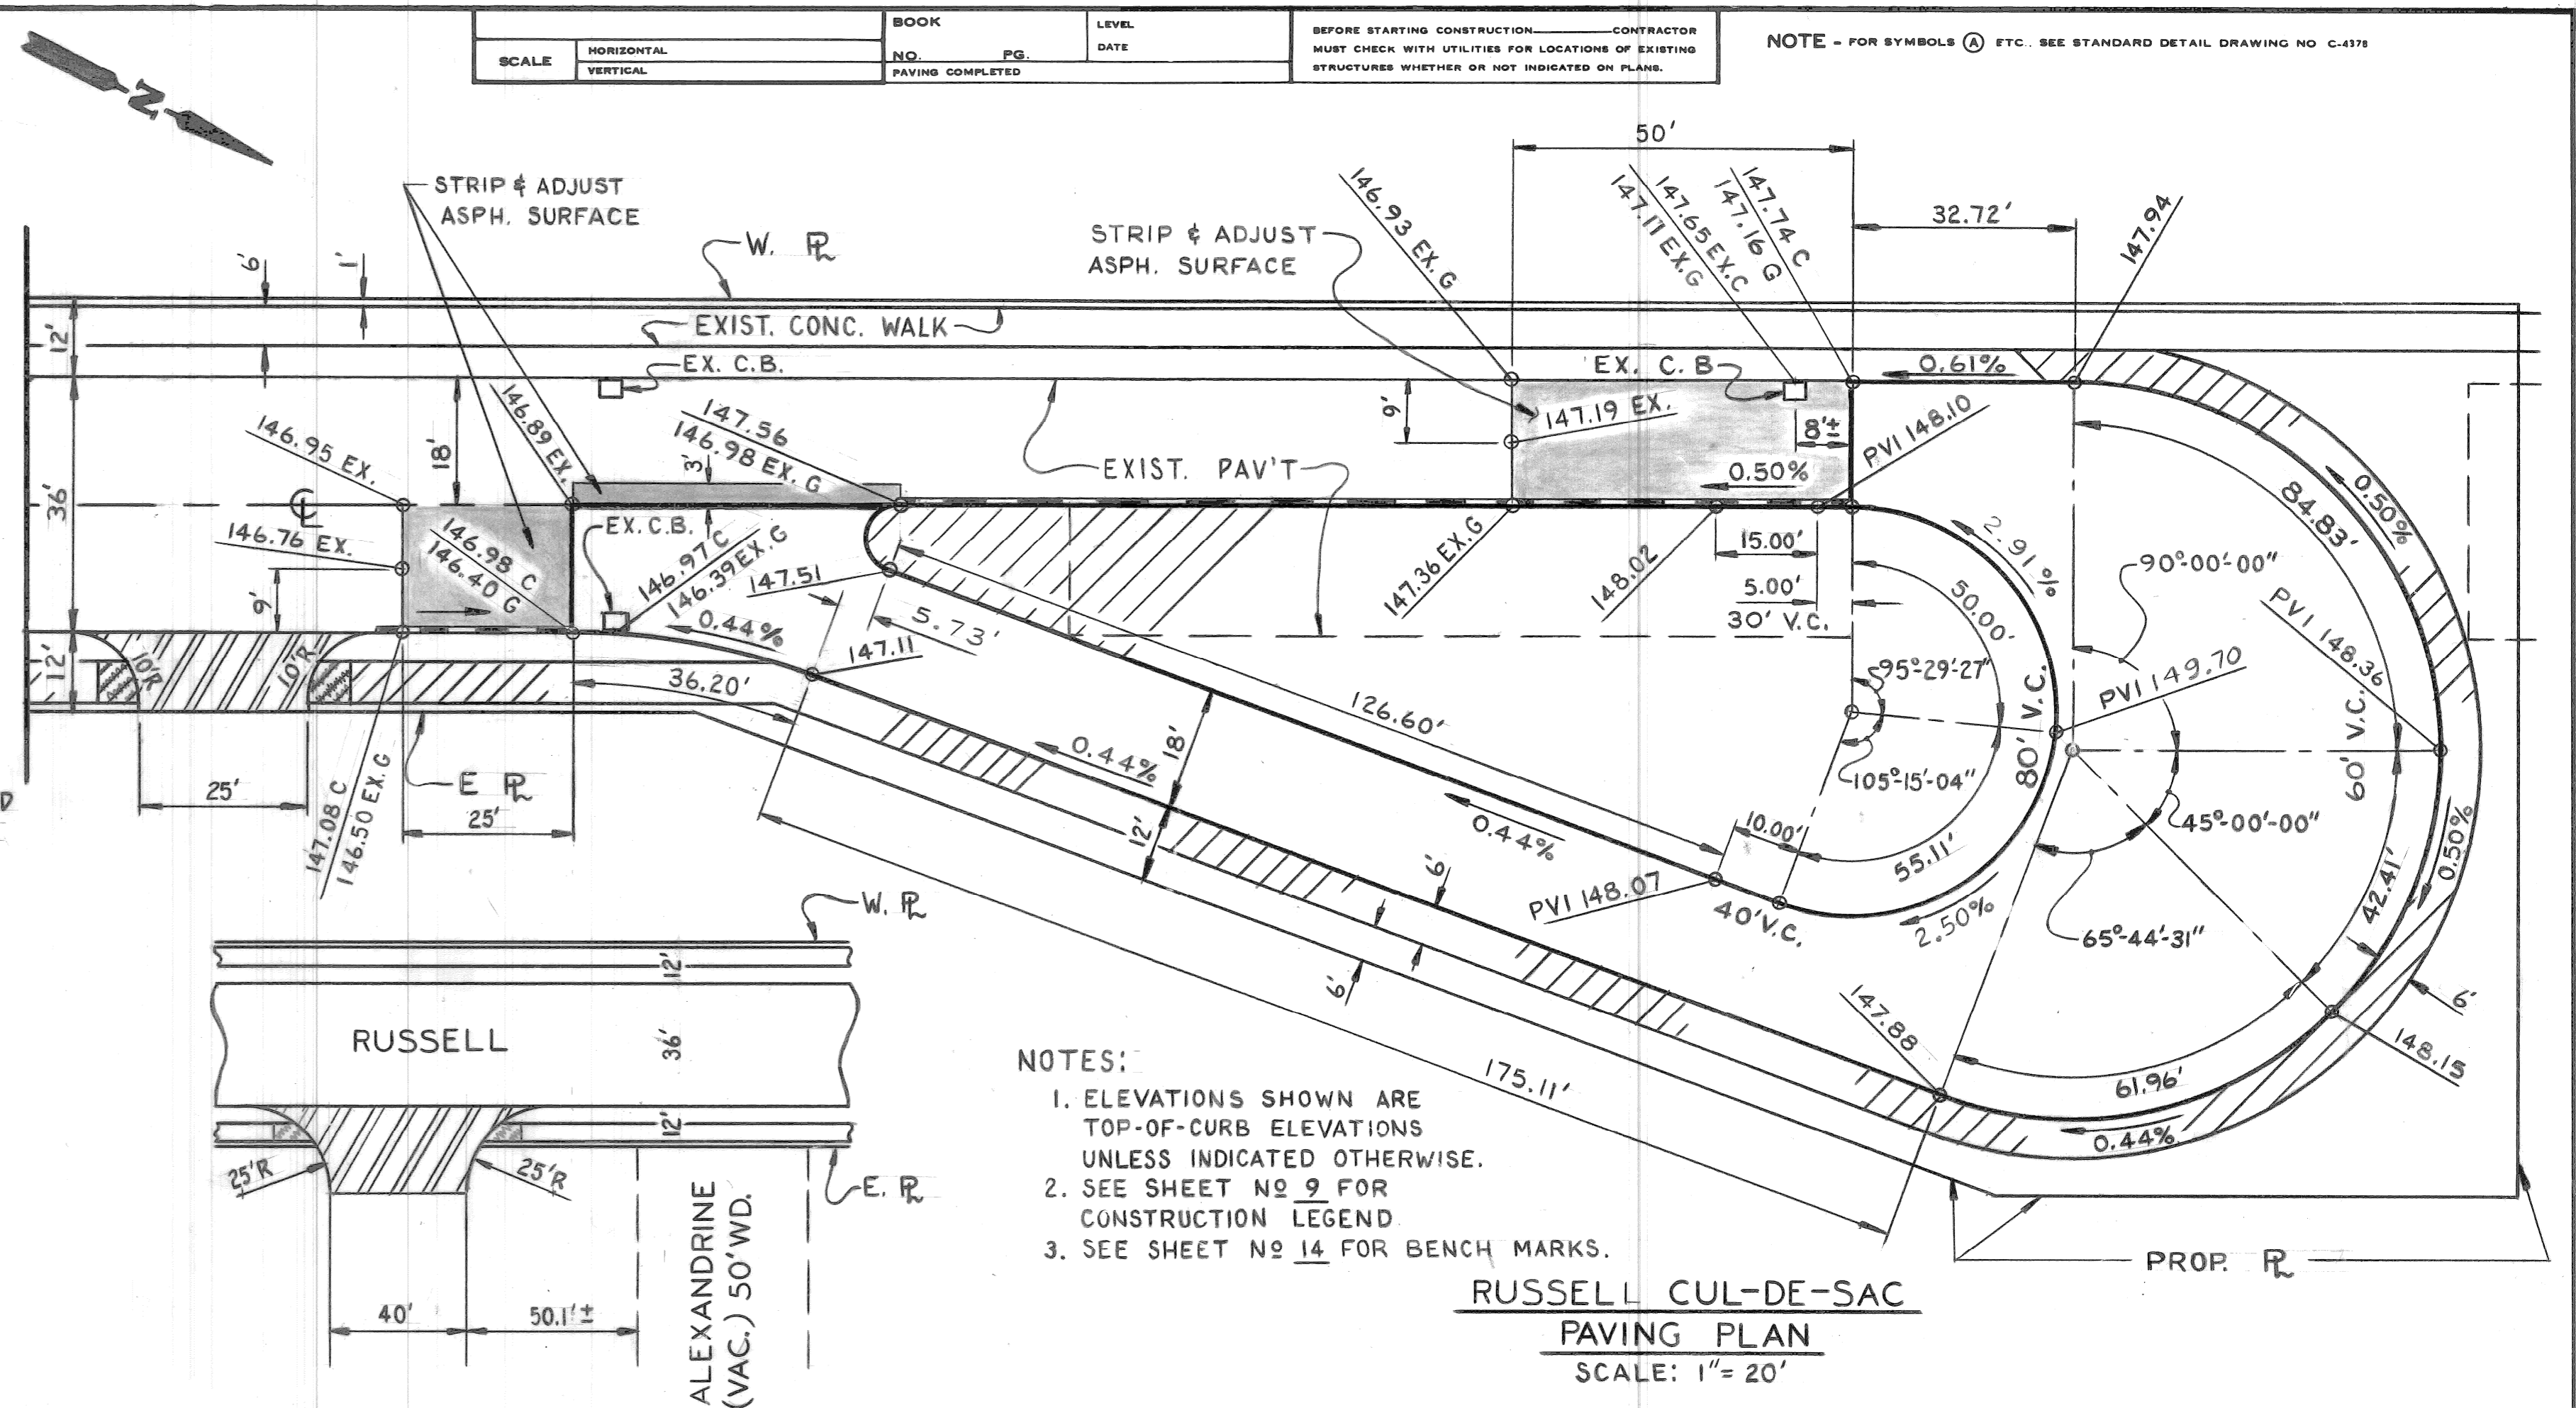 SCALE
HORIZONTAL
VERTICAL
BOOK
NO. PG.
LEVEL
DATE
PAVING COMPLETED
BEFORE STARTING CONSTRUCTION CONTRACTOR
MUST CHECK WITH UTILITIES FOR LOCATIONS OF EXISTING
STRUCTURES WHETHER OR NOT INDICATED ON PLANS.
NOTE - FOR SYMBOLS A ETC. SEE STANDARD DETAIL DRAWING NO C-4378
N
STRIP & ADJUST
ASPH. SURFACE
W. PL
STRIP & ADJUST
ASPH. SURFACE
50'
32.72'
146.93 EX. G
147.17 EX.G
147.65 EX.C
147.16 G
147.74 C
147.94
6'
1'
12'
EXIST. CONC. WALK
EX. C.B.
EX. C. B
0.61%
146.95 EX.
18'
146.89 EX.
147.56
146.98 EX. G
3'
9'
147.19 EX.
8'±
PVI 148.10
0.50%
EXIST. PAV'T
36'
CL
146.76 EX.
9'
146.98 C
146.40 G
EX. C.B.
146.97 C
146.39 EX. G
147.51
0.44%
5.73'
147.11
147.36 EX.G
148.02
15.00'
5.00'
30' V.C.
2.91%
50.00'
84.83'
0.50%
90°-00'-00"
PVI 148.36
95°-29'-27"
80' V.C.
PVI 149.70
60' V.C.
12'
10'R
10'R
36.20'
126.60'
18'
0.44%
12'
105°-15'-04"
45°-00'-00"
25'
E PL
25'
147.08 C
146.50 EX.G
0.44%
10.00'
55.11'
6'
PVI 148.07
40' V.C.
2.50%
65°-44'-31"
42.41'
0.50%
6'
6'
148.15
147.88
61.96'
0.44%
175.11'
W. PL
12'
RUSSELL
36'
12'
25'R
25'R
E. PL
40'
50.1'±
ALEXANDRINE
(VAC.) 50' WD.
NOTES:
1. ELEVATIONS SHOWN ARE
TOP-OF-CURB ELEVATIONS
UNLESS INDICATED OTHERWISE.
2. SEE SHEET Nº 9 FOR
CONSTRUCTION LEGEND
3. SEE SHEET Nº 14 FOR BENCH MARKS.
PROP. PL
RUSSELL CUL-DE-SAC
PAVING PLAN
SCALE: 1"= 20'